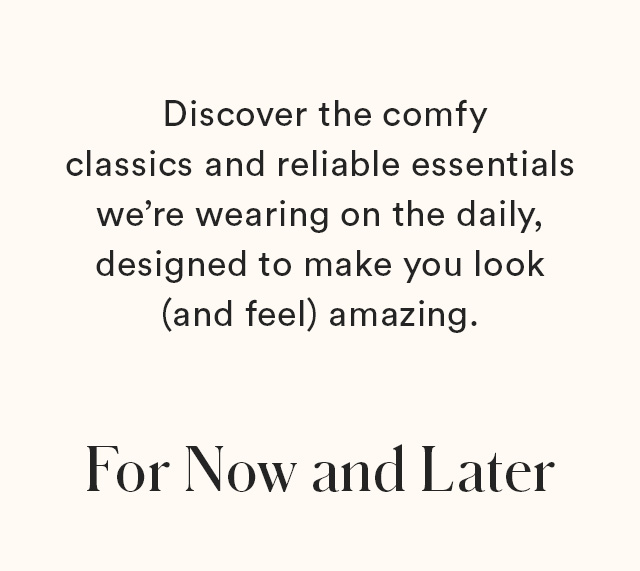 Discover the comfy
classics and reliable essentials
we’re wearing on the daily,
designed to make you look
(and feel) amazing.
For Now and Later